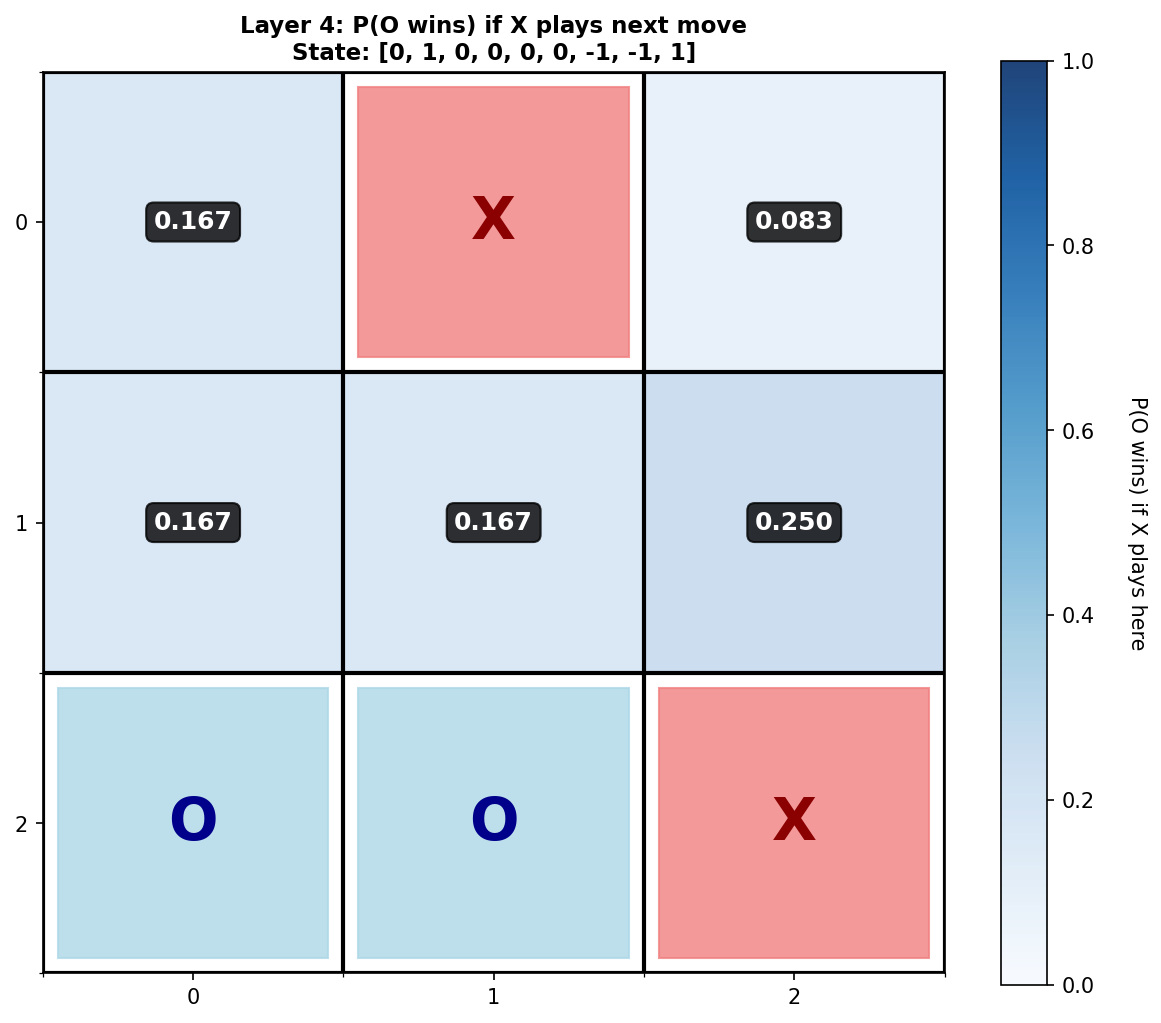 Layer 4: P(O wins) if X plays next move
State: [0, 1, 0, 0, 0, 0, -1, -1, 1]
0.167 X 0.083
0.167 0.167 0.250
O O X
0
1
2
0 1 2
1.0
0.8
0.6
0.4
0.2
0.0
P(O wins) if X plays here